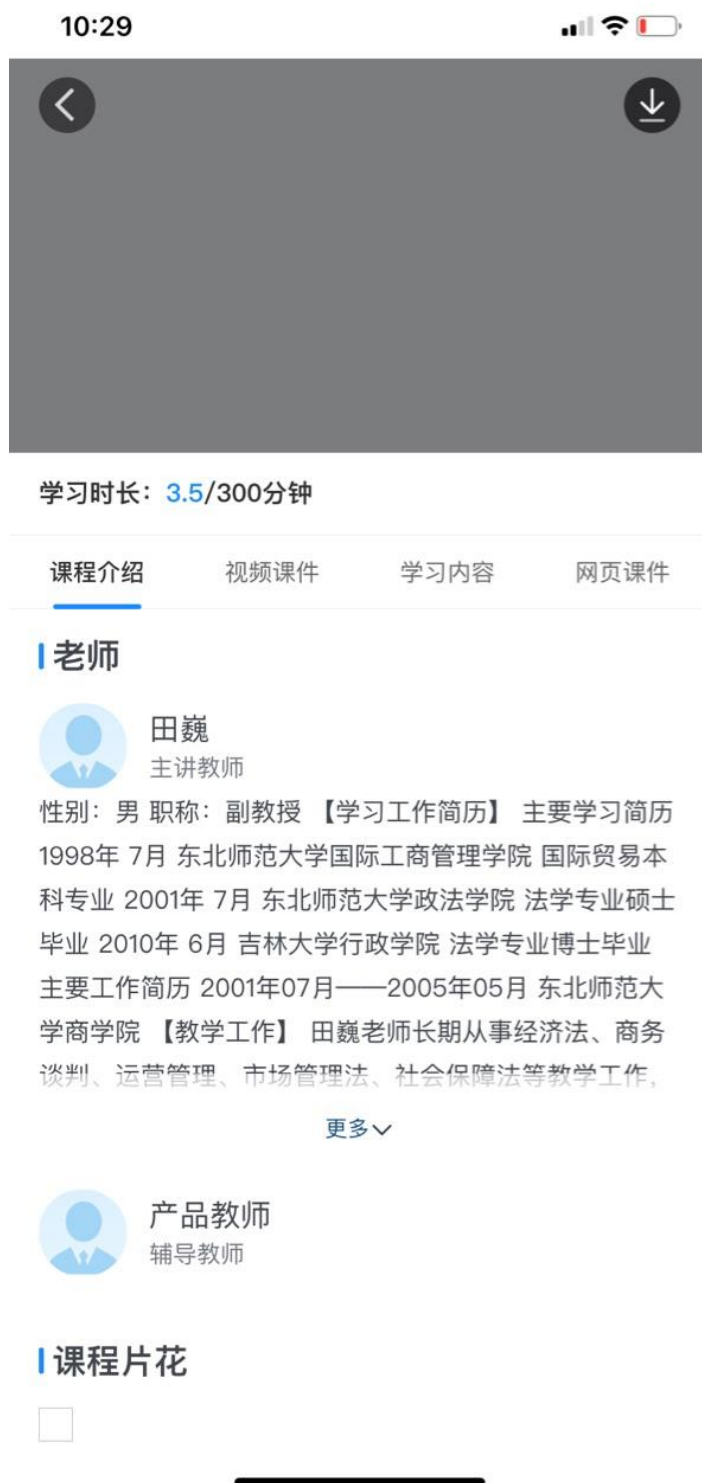 10:29
学习时长：3.5/300分钟
课程介绍 视频课件 学习内容 网页课件
老师
田巍
主讲教师
性别：男 职称：副教授 【学习工作简历】 主要学习简历
1998年 7月 东北师范大学国际工商管理学院 国际贸易本
科专业 2001年 7月 东北师范大学政法学院 法学专业硕士
毕业 2010年 6月 吉林大学行政学院 法学专业博士毕业
主要工作简历 2001年07月——2005年05月 东北师范大
学商学院 【教学工作】 田巍老师长期从事经济法、商务
谈判、运营管理、市场管理法、社会保障法等教学工作，
更多
产品教师
辅导教师
课程片花